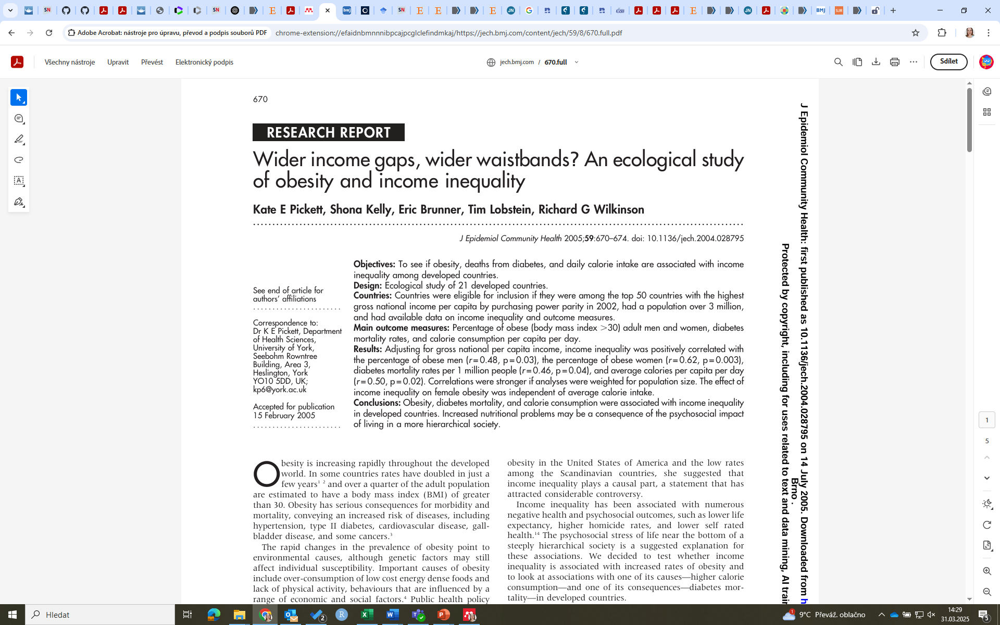 Adobe Acrobat: nástroje pro úpravu, převod a podpis souborů PDF
chrome-extension://efaidnbmnnnibpcajpcglclefindmkaj/https://jech.bmj.com/content/jech/59/8/670.full.pdf
Všechny nástroje
Upravit
Převést
Elektronický podpis
jech.bmj.com / 670.full
Sdílet
670
RESEARCH REPORT
Wider income gaps, wider waistbands? An ecological study
of obesity and income inequality
Kate E Pickett, Shona Kelly, Eric Brunner, Tim Lobstein, Richard G Wilkinson
J Epidemiol Community Health 2005;59:670–674. doi: 10.1136/jech.2004.028795
See end of article for
authors' affiliations
Correspondence to:
Dr K E Pickett, Department
of Health Sciences,
University of York,
Seebohm Rowntree
Building, Area 3,
Heslington, York
YO10 5DD, UK;
kp6@york.ac.uk
Accepted for publication
15 February 2005
Objectives: To see if obesity, deaths from diabetes, and daily calorie intake are associated with income
inequality among developed countries.
Design: Ecological study of 21 developed countries.
Countries: Countries were eligible for inclusion if they were among the top 50 countries with the highest
gross national income per capita by purchasing power parity in 2002, had a population over 3 million,
and had available data on income inequality and outcome measures.
Main outcome measures: Percentage of obese (body mass index >30) adult men and women, diabetes
mortality rates, and calorie consumption per capita per day.
Results: Adjusting for gross national per capita income, income inequality was positively correlated with
the percentage of obese men (r=0.48, p=0.03), the percentage of obese women (r=0.62, p=0.003),
diabetes mortality rates per 1 million people (r=0.46, p=0.04), and average calories per capita per day
(r=0.50, p=0.02). Correlations were stronger if analyses were weighted for population size. The effect of
income inequality on female obesity was independent of average calorie intake.
Conclusions: Obesity, diabetes mortality, and calorie consumption were associated with income inequality
in developed countries. Increased nutritional problems may be a consequence of the psychosocial impact
of living in a more hierarchical society.
Obesity is increasing rapidly throughout the developed
world. In some countries rates have doubled in just a
few years1 2 and over a quarter of the adult population
are estimated to have a body mass index (BMI) of greater
than 30. Obesity has serious consequences for morbidity and
mortality, conveying an increased risk of diseases, including
hypertension, type II diabetes, cardiovascular disease, gall-
bladder disease, and some cancers.3
The rapid changes in the prevalence of obesity point to
environmental causes, although genetic factors may still
affect individual susceptibility. Important causes of obesity
include over-consumption of low cost energy dense foods and
lack of physical activity, behaviours that are influenced by a
range of economic and social factors.4 Public health policy
obesity in the United States of America and the low rates
among the Scandinavian countries, she suggested that
income inequality plays a causal part, a statement that has
attracted considerable controversy.
Income inequality has been associated with numerous
negative health and psychosocial outcomes, such as lower life
expectancy, higher homicide rates, and lower self rated
health.14 The psychosocial stress of life near the bottom of a
steeply hierarchical society is a suggested explanation for
these associations. We decided to test whether income
inequality is associated with increased rates of obesity and
to look at associations with one of its causes—higher calorie
consumption—and one of its consequences—diabetes mor-
tality—in developed countries.
J Epidemiol Community Health: first published as 10.1136/jech.2004.028795 on 14 July 2005. Downloaded from h
Brno .
Protected by copyright, including for uses related to text and data mining, AI train
1
5
Hledat
2
1
9°C Převáž. oblačno
14:29
31.03.2025
5